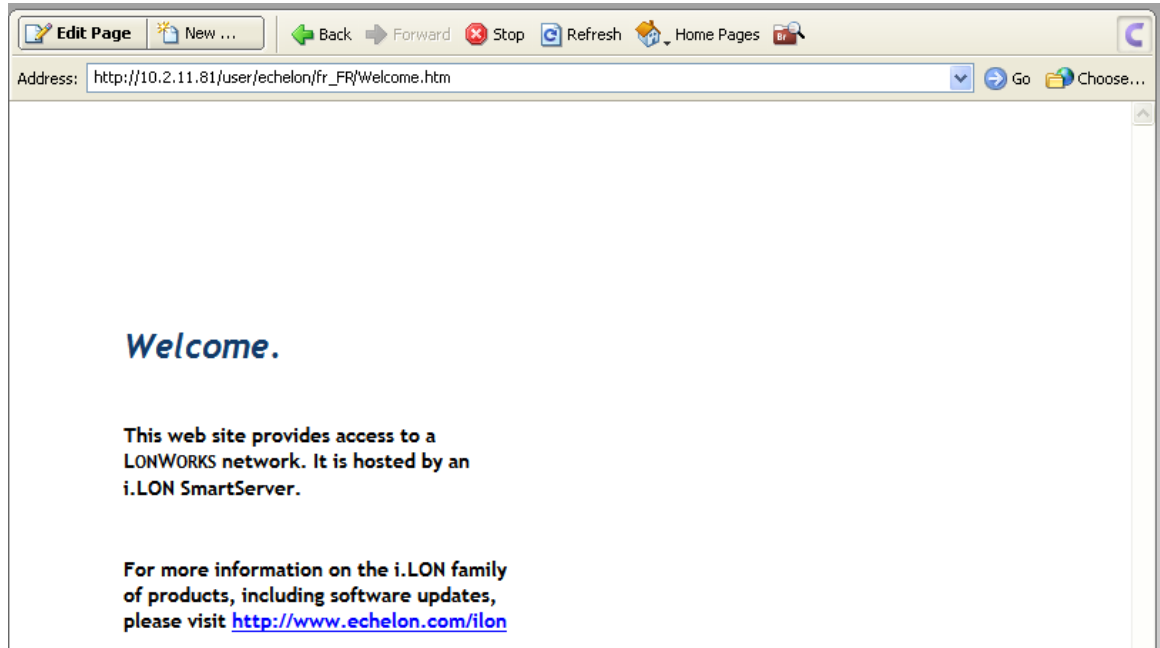 Edit Page New ... Back Forward Stop Refresh Home Pages Br
Address: http://10.2.11.81/user/echelon/fr_FR/Welcome.htm Go Choose...
Welcome.
This web site provides access to a
LONWORKS network. It is hosted by an
i.LON SmartServer.
For more information on the i.LON family
of products, including software updates,
please visit http://www.echelon.com/ilon